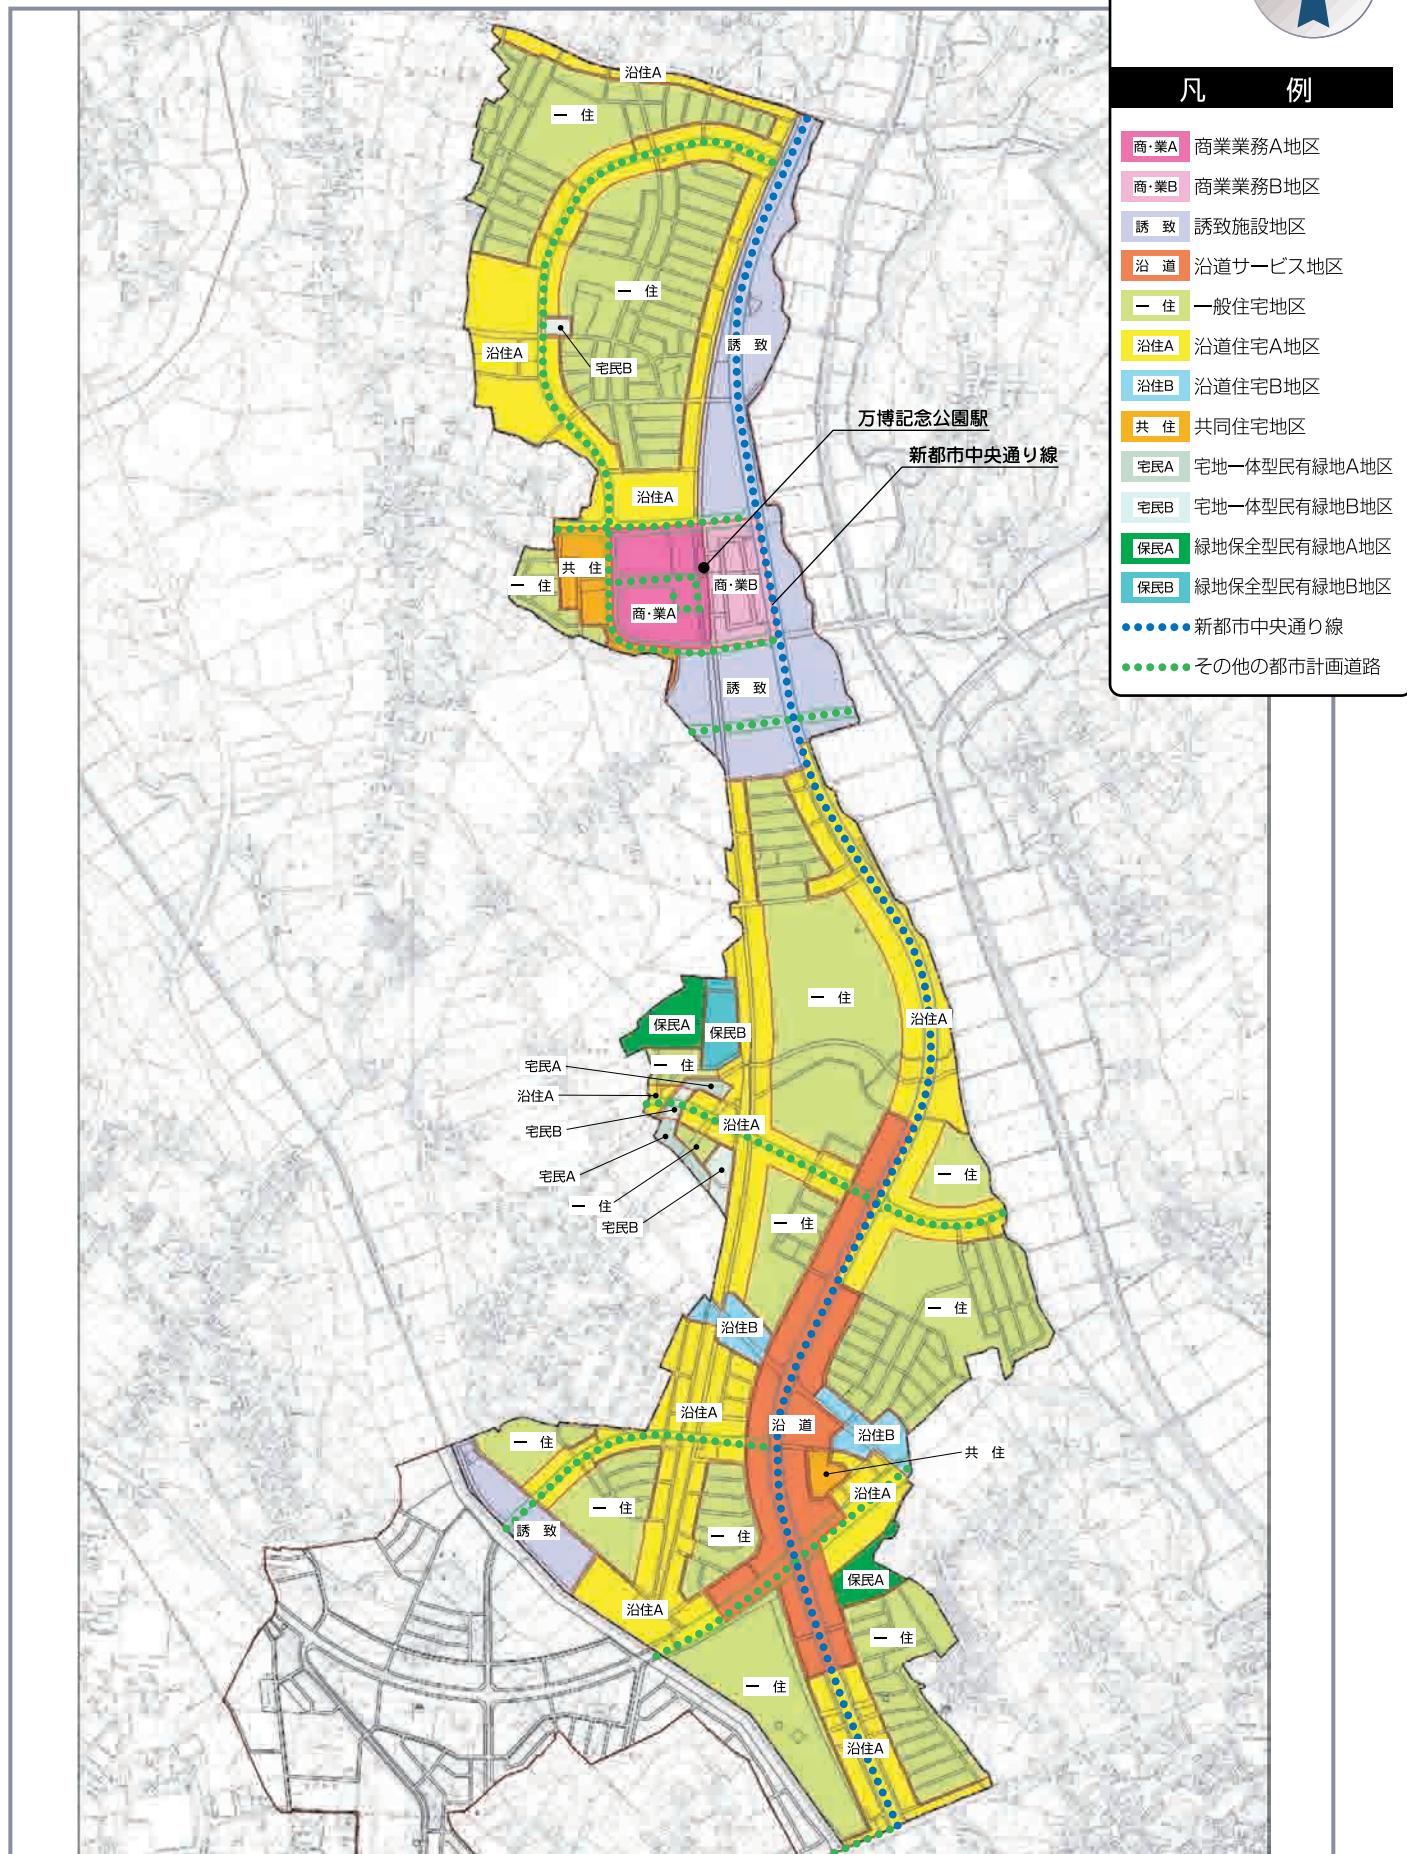 凡 例
商・業A 商業業務A地区
商・業B 商業業務B地区
誘 致 誘致施設地区
沿 道 沿道サービス地区
一 住 一般住宅地区
沿住A 沿道住宅A地区
沿住B 沿道住宅B地区
共 住 共同住宅地区
宅民A 宅地一体型民有緑地A地区
宅民B 宅地一体型民有緑地B地区
保民A 緑地保全型民有緑地A地区
保民B 緑地保全型民有緑地B地区
新都市中央通り線
その他の都市計画道路
沿住A
一 住
一 住
誘 致
沿住A
宅民B
万博記念公園駅
新都市中央通り線
沿住A
共 住
一 住
商・業B
商・業A
誘 致
一 住
沿住A
保民A
保民B
一 住
宅民A
沿住A
沿住A
宅民B
宅民A
一 住
一 住
宅民B
一 住
一 住
沿住B
沿住A
沿 道
沿住B
一 住
共 住
沿住A
一 住
誘 致
一 住
保民A
沿住A
一 住
一 住
沿住A